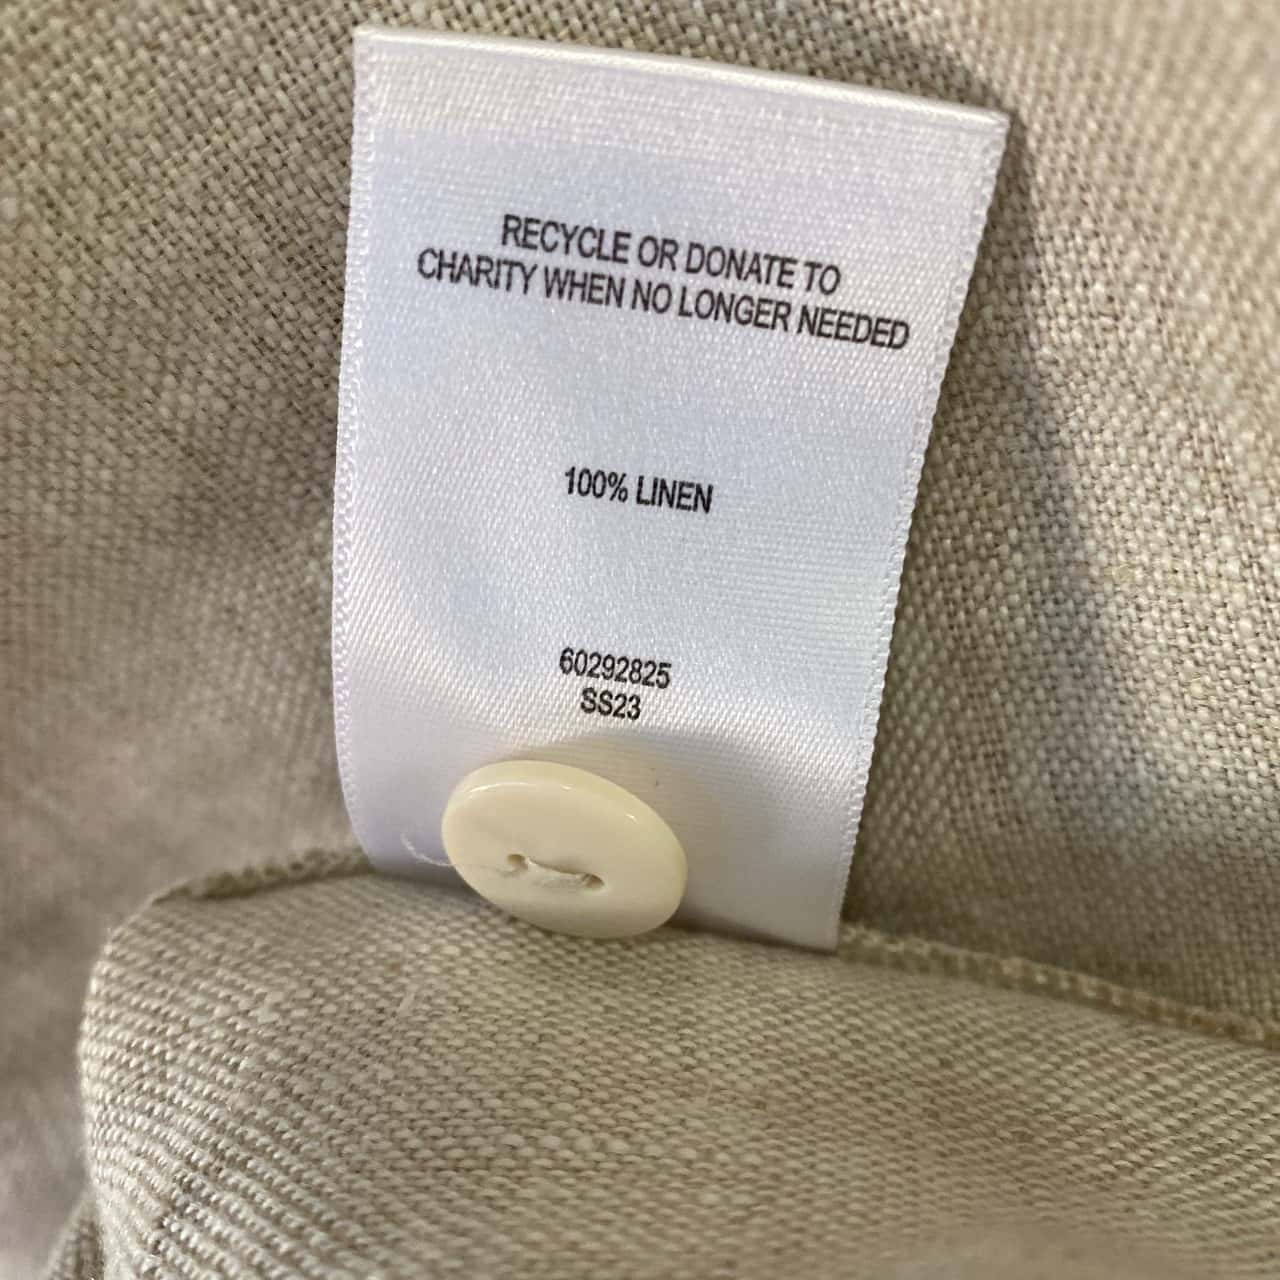 RECYCLE OR DONATE TO
CHARITY WHEN NO LONGER NEEDED
100% LINEN
60292825
SS23